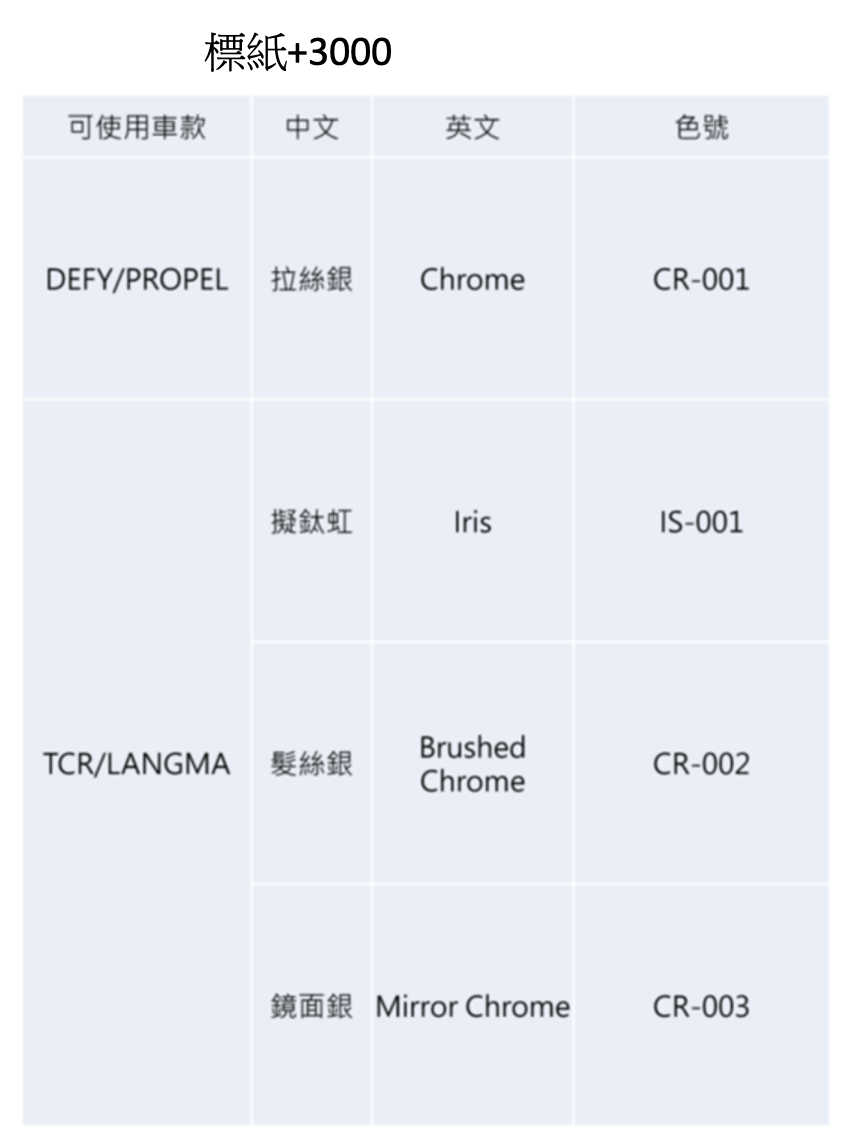 標紙+3000
可使用車款 中文 英文 色號
DEFY/PROPEL 拉絲銀 Chrome CR-001
擬鈦虹 Iris IS-001
TCR/LANGMA 髮絲銀 Brushed Chrome CR-002
鏡面銀 Mirror Chrome CR-003